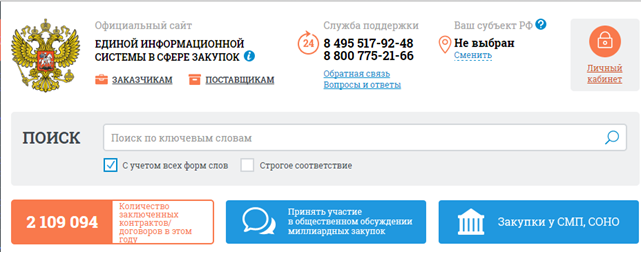 Официальный сайт
ЕДИНОЙ ИНФОРМАЦИОННОЙ
СИСТЕМЫ В СФЕРЕ ЗАКУПОК i
ЗАКАЗЧИКАМ ПОСТАВЩИКАМ
Служба поддержки
24 8 495 517-92-48
8 800 775-21-66
Обратная связь
Вопросы и ответы
Ваш субъект РФ ?
Не выбран
Сменить
Личный
кабинет
ПОИСК Поиск по ключевым словам
С учетом всех форм слов Строгое соответствие
2 109 094
Количество
заключенных
контрактов/
договоров в этом
году
Принять участие
в общественном обсуждении
миллиардных закупок
Закупки у СМП, СОНО